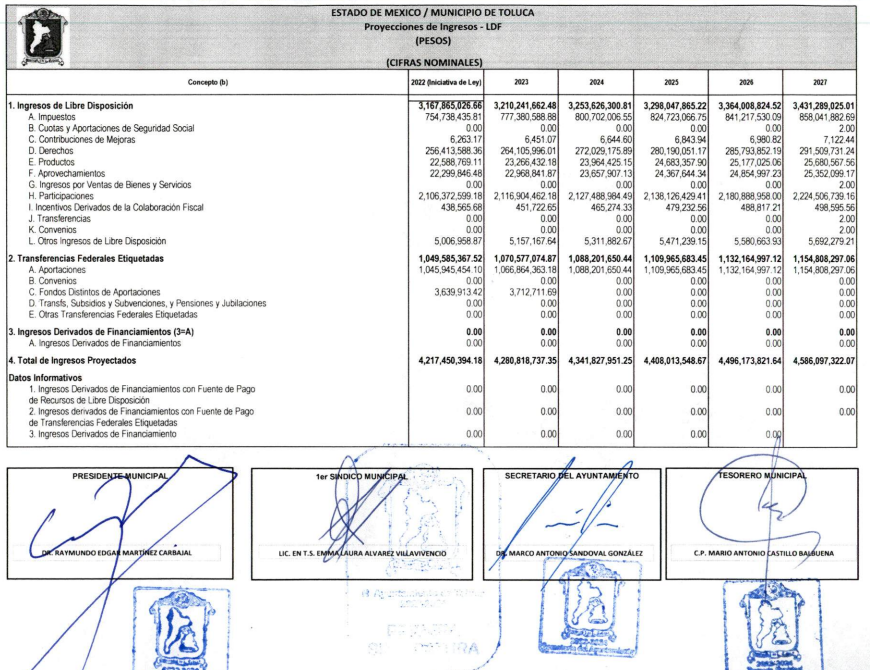 ESTADO DE MEXICO / MUNICIPIO DE TOLUCA
Proyecciones de Ingresos - LDF
(PESOS)
(CIFRAS NOMINALES)
Concepto (b) 2022 (Iniciativa de Ley) 2023 2024 2025 2026 2027
1. Ingresos de Libre Disposición 3,167,865,026.66 3,210,241,662.48 3,253,626,300.81 3,298,047,865.22 3,364,008,824.52 3,431,289,025.01
A. Impuestos 754,738,435.81 777,380,588.88 800,702,006.55 824,723,066.75 841,217,530.09 858,041,882.69
B. Cuotas y Aportaciones de Seguridad Social 0.00 0.00 0.00 0.00 0.00 2.00
C. Contribuciones de Mejoras 6,263.17 6,451.07 6,644.60 6,843.94 6,980.82 7,122.44
D. Derechos 256,413,588.36 264,105,996.01 272,029,175.89 280,190,051.17 285,793,852.19 291,509,731.24
E. Productos 22,588,769.11 23,266,432.18 23,964,425.15 24,683,357.90 25,177,025.06 25,680,567.56
F. Aprovechamientos 22,299,846.48 22,968,841.87 23,657,907.13 24,367,644.34 24,854,997.23 25,352,099.17
G. Ingresos por Ventas de Bienes y Servicios 0.00 0.00 0.00 0.00 0.00 2.00
H. Participaciones 2,106,372,599.18 2,116,904,462.18 2,127,488,984.49 2,138,126,429.41 2,180,888,958.00 2,224,506,739.16
I. Incentivos Derivados de la Colaboración Fiscal 438,565.68 451,722.65 465,274.33 479,232.56 488,817.21 498,595.56
J. Transferencias 0.00 0.00 0.00 0.00 0.00 2.00
K. Convenios 0.00 0.00 0.00 0.00 0.00 2.00
L. Otros Ingresos de Libre Disposición 5,006,958.87 5,157,167.64 5,311,882.67 5,471,239.15 5,580,663.93 5,692,279.21
2. Transferencias Federales Etiquetadas 1,049,585,367.52 1,070,577,074.87 1,088,201,650.44 1,109,965,683.45 1,132,164,997.12 1,154,808,297.06
A. Aportaciones 1,045,945,454.10 1,066,864,363.18 1,088,201,650.44 1,109,965,683.45 1,132,164,997.12 1,154,808,297.06
B. Convenios 0.00 0.00 0.00 0.00 0.00 0.00
C. Fondos Distintos de Aportaciones 3,639,913.42 3,712,711.69 0.00 0.00 0.00 0.00
D. Transfs, Subsidios y Subvenciones, y Pensiones y Jubilaciones 0.00 0.00 0.00 0.00 0.00 0.00
E. Otras Transferencias Federales Etiquetadas 0.00 0.00 0.00 0.00 0.00 0.00
3. Ingresos Derivados de Financiamientos (3=A) 0.00 0.00 0.00 0.00 0.00 0.00
A. Ingresos Derivados de Financiamientos 0.00 0.00 0.00 0.00 0.00 0.00
4. Total de Ingresos Proyectados 4,217,450,394.18 4,280,818,737.35 4,341,827,951.25 4,408,013,548.67 4,496,173,821.64 4,586,097,322.07
Datos Informativos
1. Ingresos Derivados de Financiamientos con Fuente de Pago 0.00 0.00 0.00 0.00 0.00 0.00
de Recursos de Libre Disposición
2. Ingresos derivados de Financiamientos con Fuente de Pago 0.00 0.00 0.00 0.00 0.00 0.00
de Transferencias Federales Etiquetadas
3. Ingresos Derivados de Financiamiento 0.00 0.00 0.00 0.00 0.00
PRESIDENTE MUNICIPAL 1er SINDICO MUNICIPAL SECRETARIO DEL AYUNTAMIENTO TESORERO MUNICIPAL
DR. RAYMUNDO EDGAR MARTÍNEZ CARBAJAL LIC. EN T.S. EMMA LAURA ALVAREZ VILLAVIVENCIO DR. MARCO ANTONIO SANDOVAL GONZÁLEZ C.P. MARIO ANTONIO CASTILLO BALBUENA